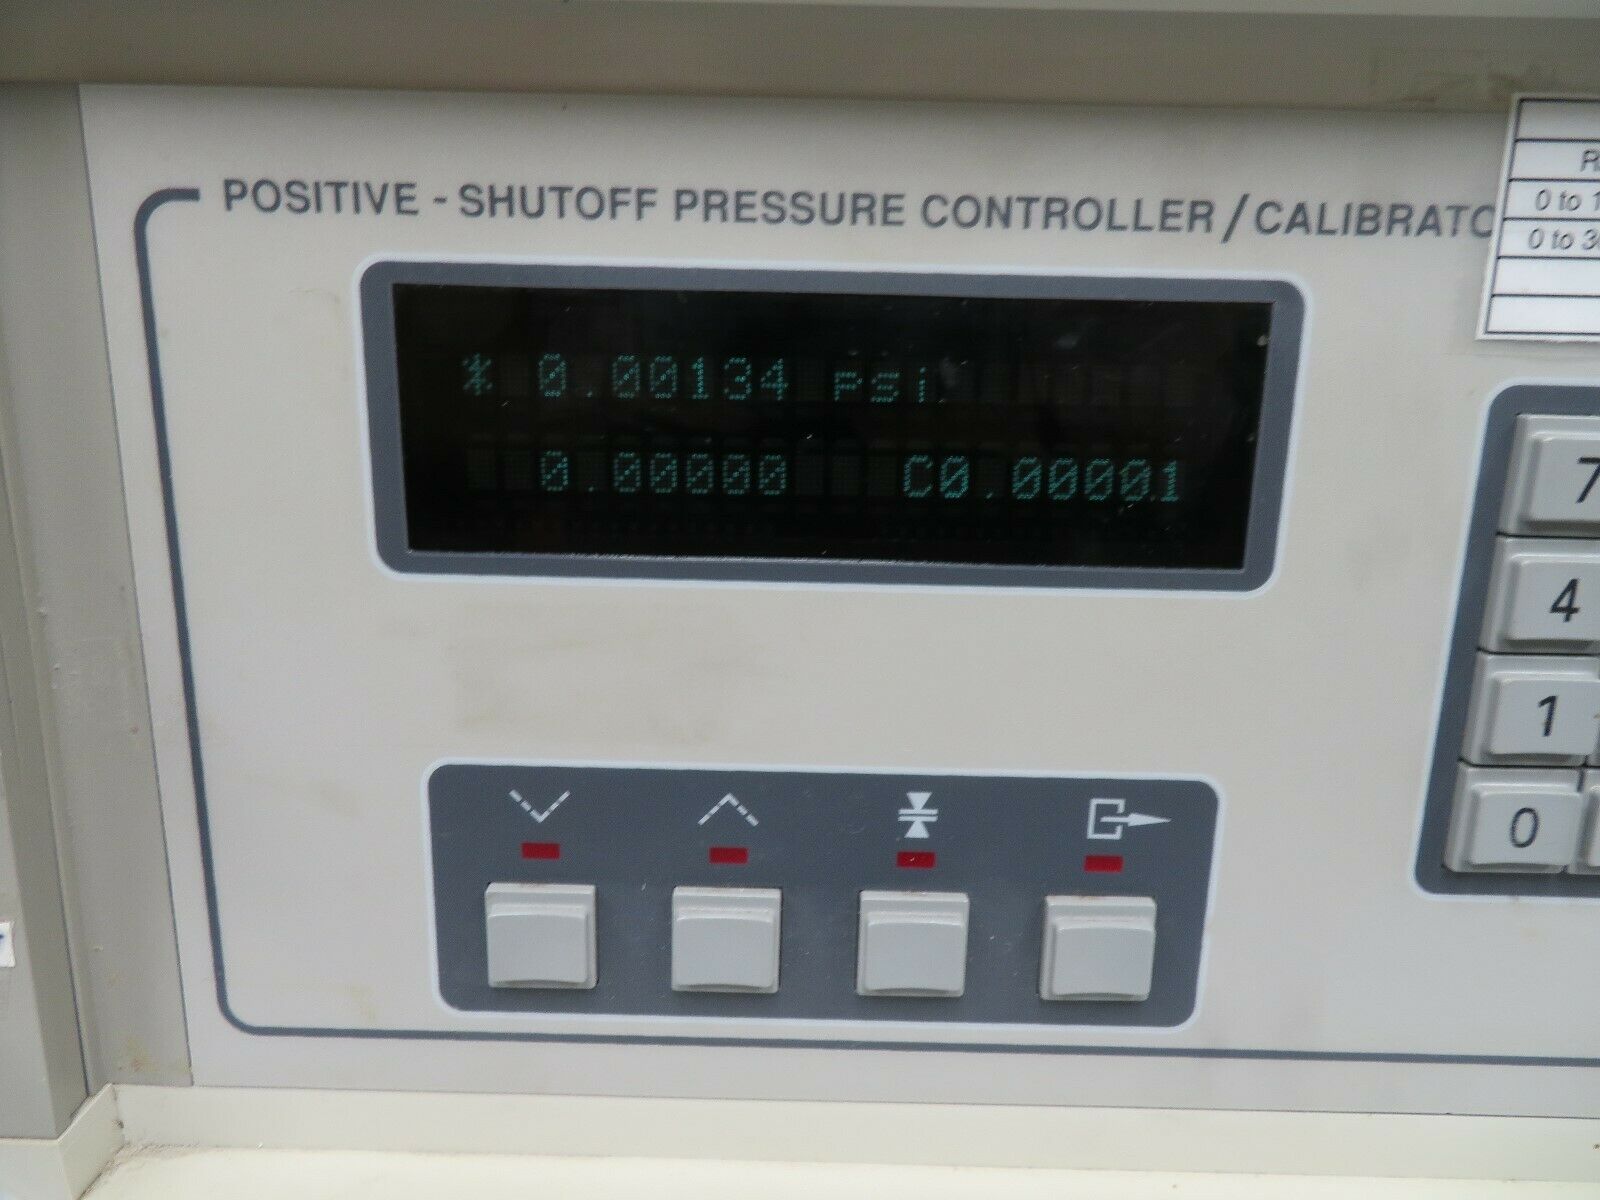 POSITIVE - SHUTOFF PRESSURE CONTROLLER / CALIBRATO
0 to 1
0 to 3
* 0.00134 psi
0.00000 C0.00001
7
4
1
0